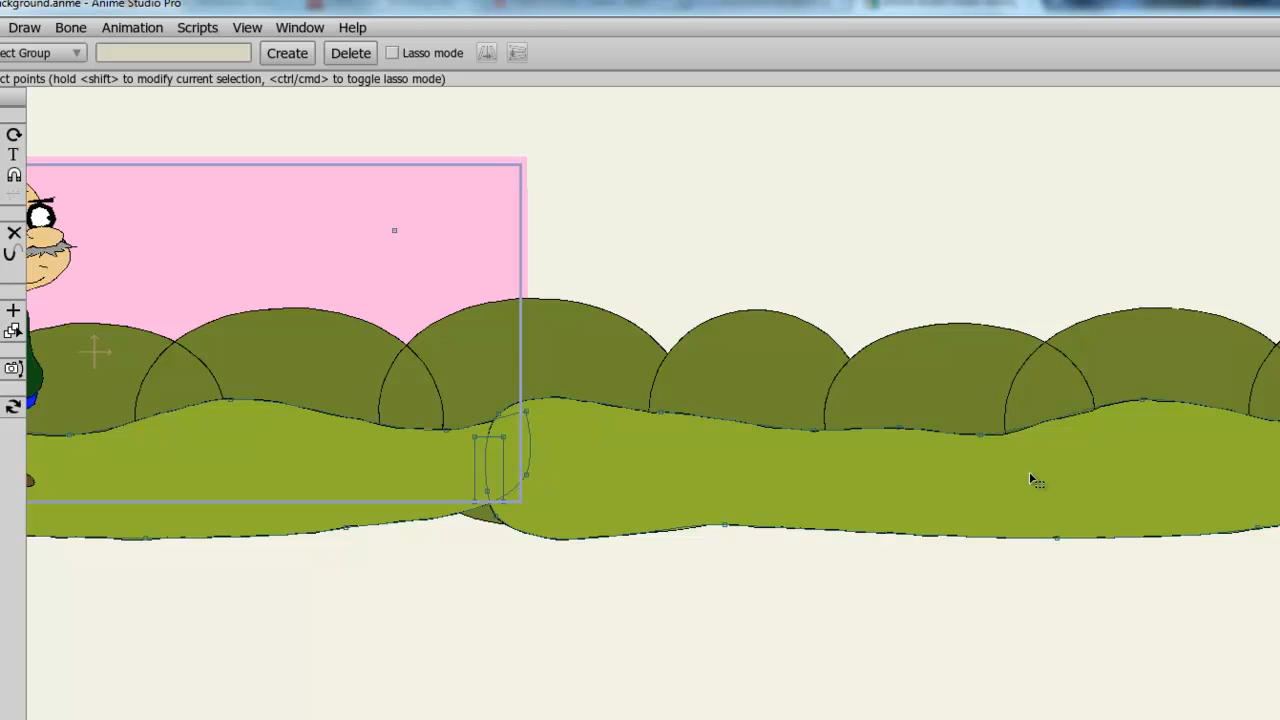 ackground.anme - Anime Studio Pro
Draw Bone Animation Scripts View Window Help
ect Group Create Delete Lasso mode
ct points (hold <shift> to modify current selection, <ctrl/cmd> to toggle lasso mode)
T